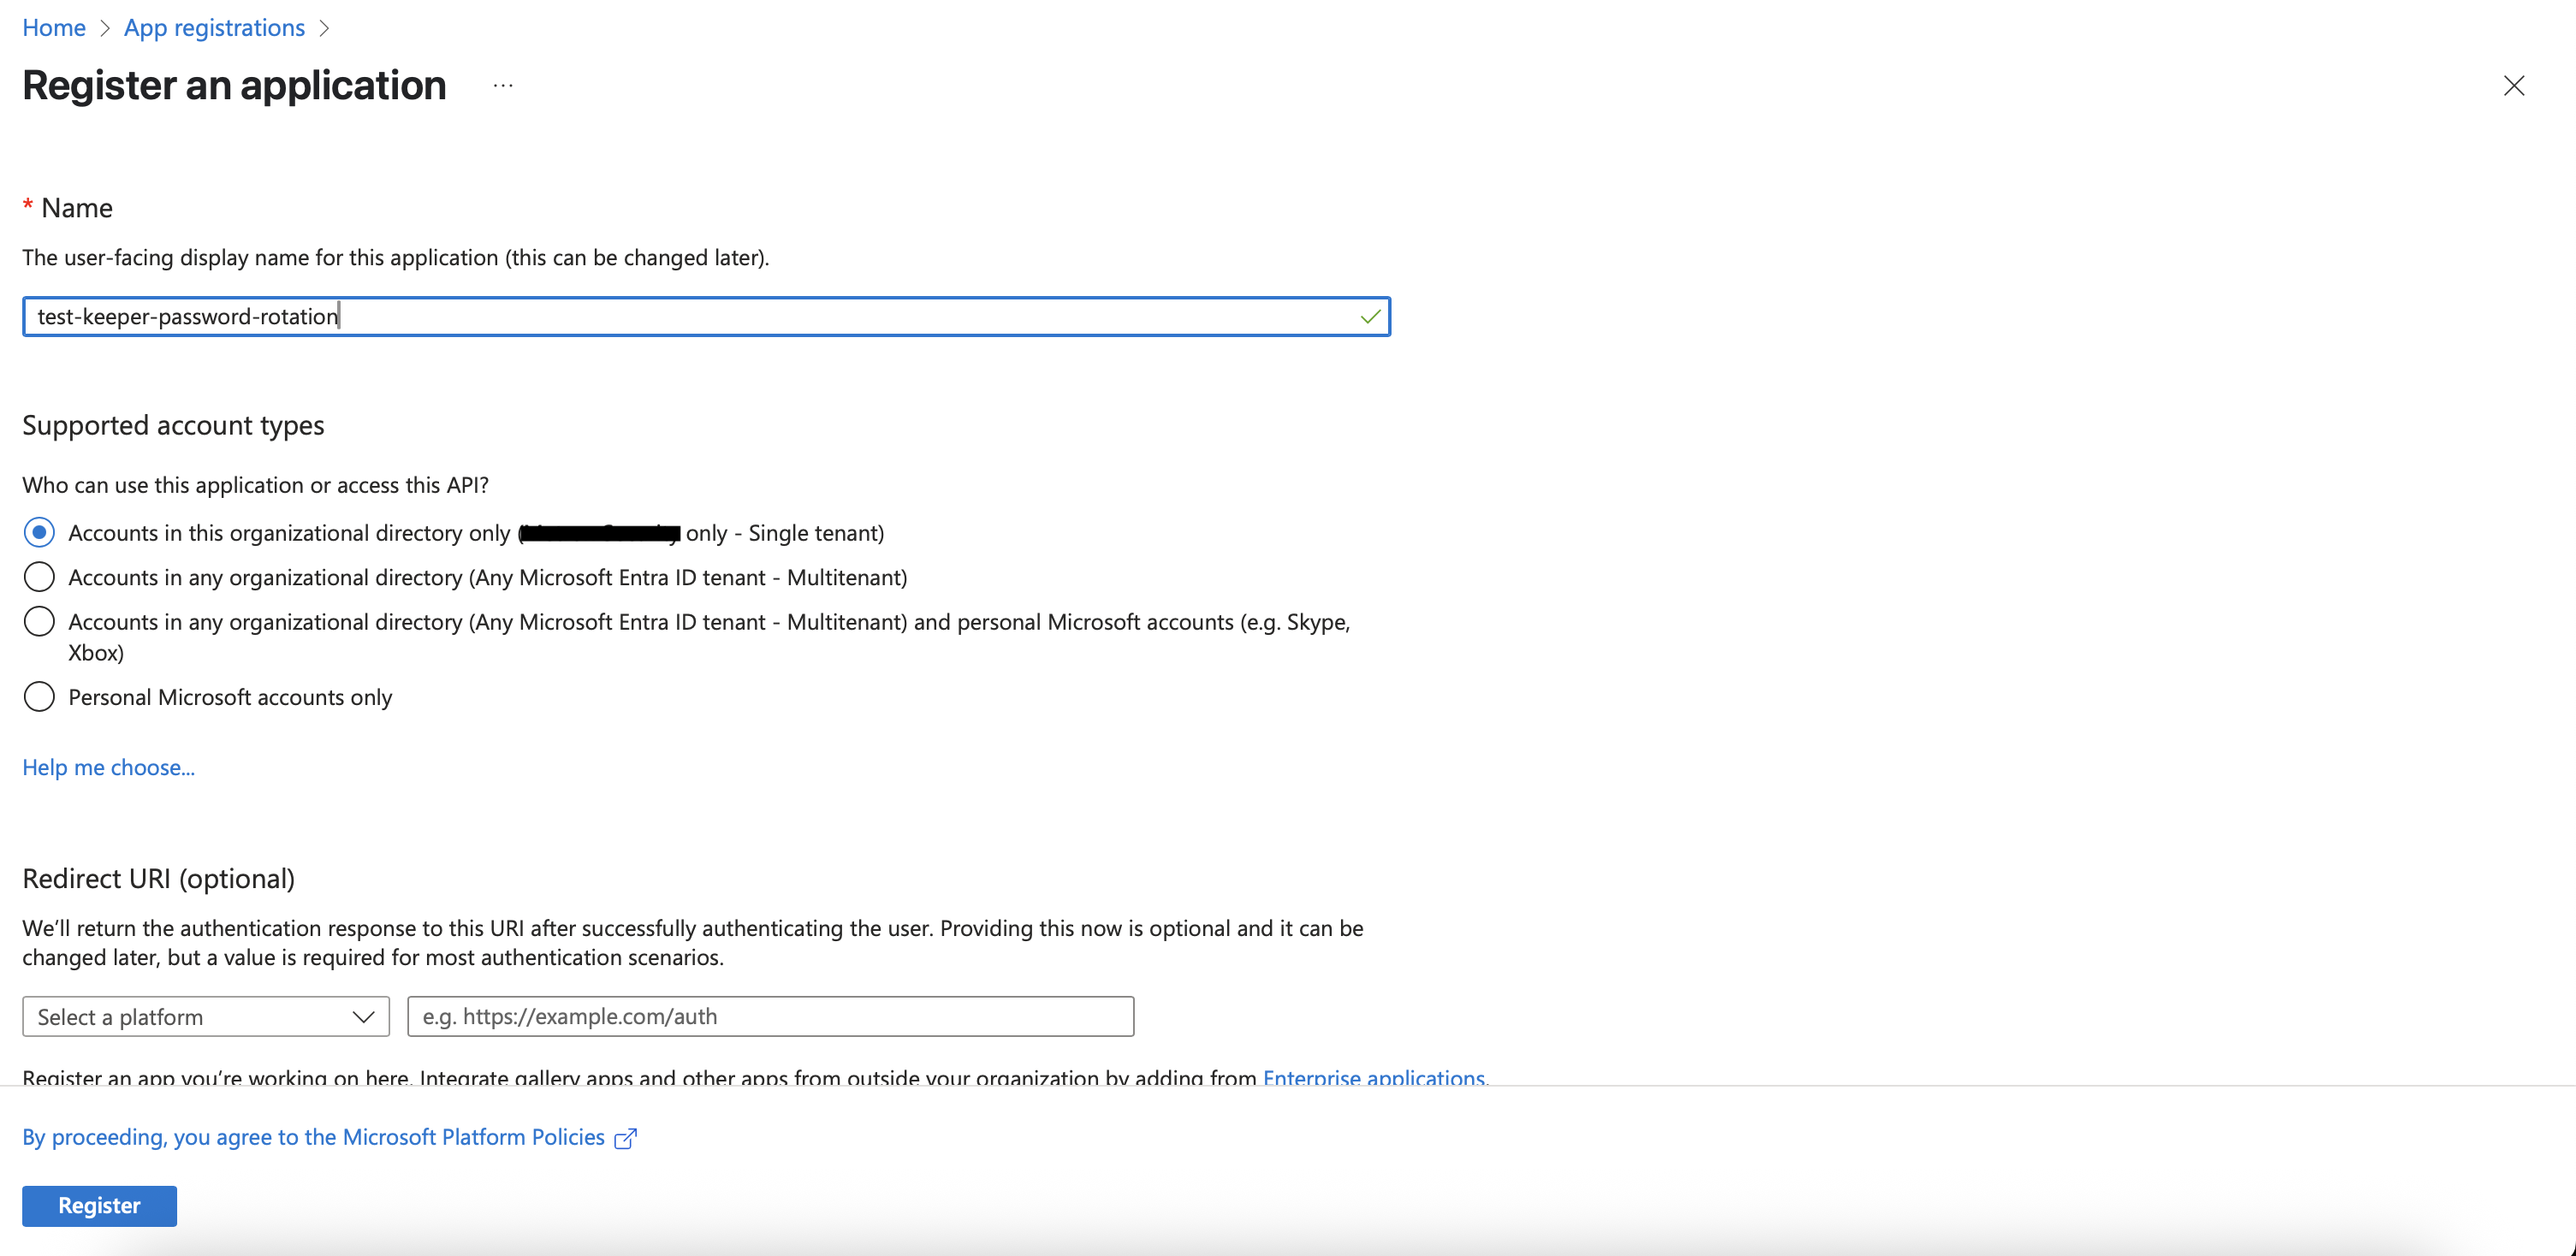 Home > App registrations >
Register an application ...
* Name
The user-facing display name for this application (this can be changed later).
test-keeper-password-rotation
Supported account types
Who can use this application or access this API?
Accounts in this organizational directory only ( only - Single tenant)
Accounts in any organizational directory (Any Microsoft Entra ID tenant - Multitenant)
Accounts in any organizational directory (Any Microsoft Entra ID tenant - Multitenant) and personal Microsoft accounts (e.g. Skype,
Xbox)
Personal Microsoft accounts only
Help me choose...
Redirect URI (optional)
We’ll return the authentication response to this URI after successfully authenticating the user. Providing this now is optional and it can be
changed later, but a value is required for most authentication scenarios.
Select a platform
e.g. https://example.com/auth
Register an app you’re working on here. Integrate gallery apps and other apps from outside your organization by adding from Enterprise applications.
By proceeding, you agree to the Microsoft Platform Policies
Register